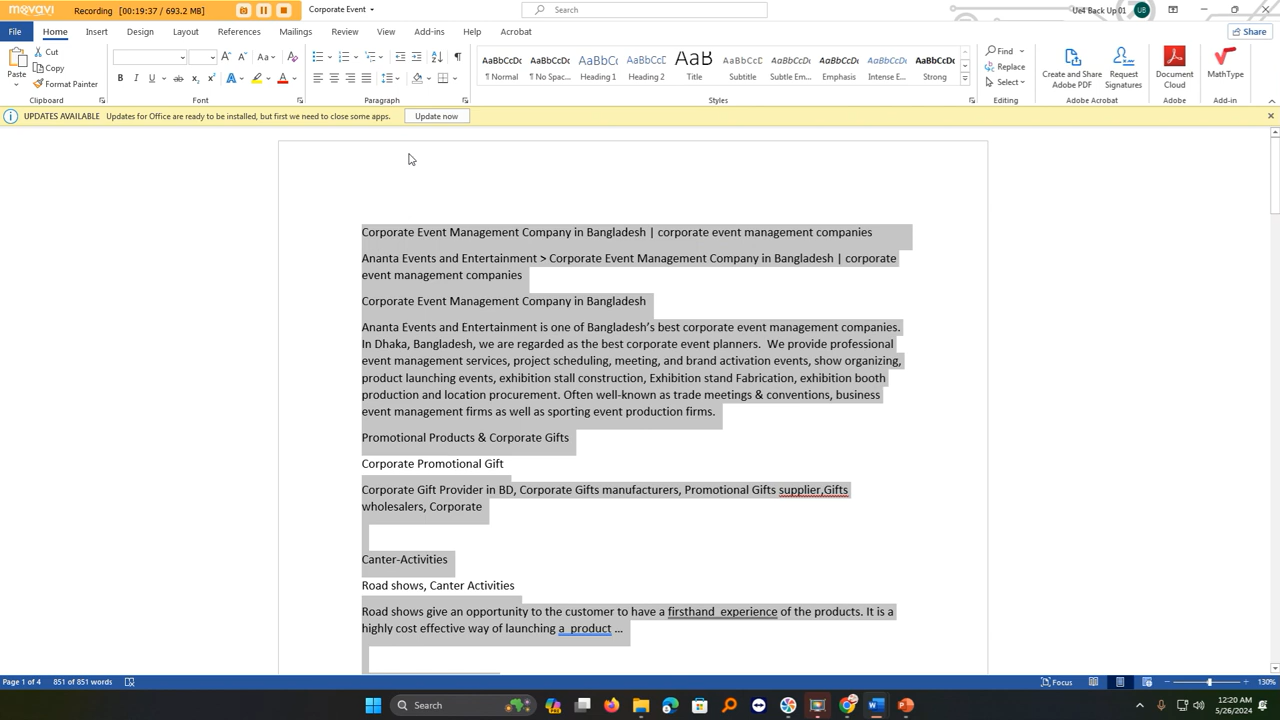 movavi
Recording (00:19:37 / 693.2 MB)
Corporate Event
Search
Ue4 Back Up 01
UB
File
Home
Insert
Design
Layout
References
Mailings
Review
View
Add-ins
Help
Acrobat
Share
Paste
Cut
Copy
Format Painter
Clipboard
Font
Paragraph
AaBbCcDc
¶ Normal
AaBbCcDc
¶ No Spac...
AaBbCc
Heading 1
AaBbCcD
Heading 2
AaB
Title
AaBbCcD
Subtitle
AaBbCcDc
Subtle Em...
AaBbCcDc
Emphasis
AaBbCcDc
Intense E...
AaBbCcDc
Strong
Styles
Find
Replace
Select
Editing
Create and Share
Adobe PDF
Request
Signatures
Adobe Acrobat
Document
Cloud
Adobe
MathType
Add-in
UPDATES AVAILABLE Updates for Office are ready to be installed, but first we need to close some apps. Update now
Corporate Event Management Company in Bangladesh | corporate event management companies
Ananta Events and Entertainment > Corporate Event Management Company in Bangladesh | corporate
event management companies
Corporate Event Management Company in Bangladesh
Ananta Events and Entertainment is one of Bangladesh’s best corporate event management companies.
In Dhaka, Bangladesh, we are regarded as the best corporate event planners.  We provide professional
event management services, project scheduling, meeting, and brand activation events, show organizing,
product launching events, exhibition stall construction, Exhibition stand Fabrication, exhibition booth
production and location procurement. Often well-known as trade meetings & conventions, business
event management firms as well as sporting event production firms.
Promotional Products & Corporate Gifts
Corporate Promotional Gift
Corporate Gift Provider in BD, Corporate Gifts manufacturers, Promotional Gifts supplier,Gifts
wholesalers, Corporate
Canter-Activities
Road shows, Canter Activities
Road shows give an opportunity to the customer to have a firsthand  experience of the products. It is a
highly cost effective way of launching a  product ...
Page 1 of 4
851 of 851 words
Focus
130%
Search
12:20 AM
5/26/2024